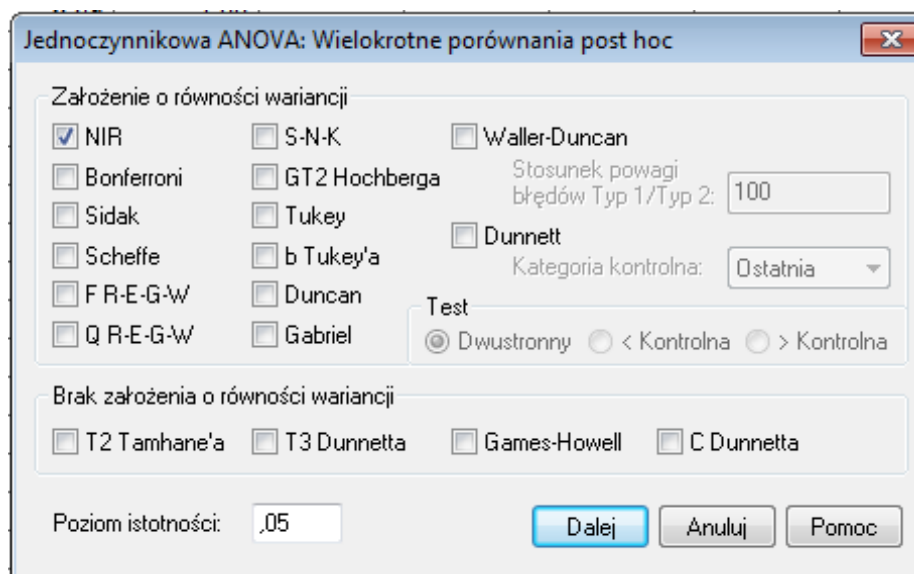 Jednoczynnikowa ANOVA: Wielokrotne porównania post hoc
Założenie o równości wariancji
NIR
S-N-K
Waller-Duncan
Bonferroni
GT2 Hochberga
Stosunek powagi
błędów Typ 1/Typ 2:
100
Sidak
Tukey
Dunnett
Scheffe
b Tukey'a
Kategoria kontrolna:
Ostatnia
F R-E-G-W
Duncan
Test
Q R-E-G-W
Gabriel
Dwustronny
< Kontrolna
> Kontrolna
Brak założenia o równości wariancji
T2 Tamhane'a
T3 Dunnetta
Games-Howell
C Dunnetta
Poziom istotności:
,05
Dalej
Anuluj
Pomoc